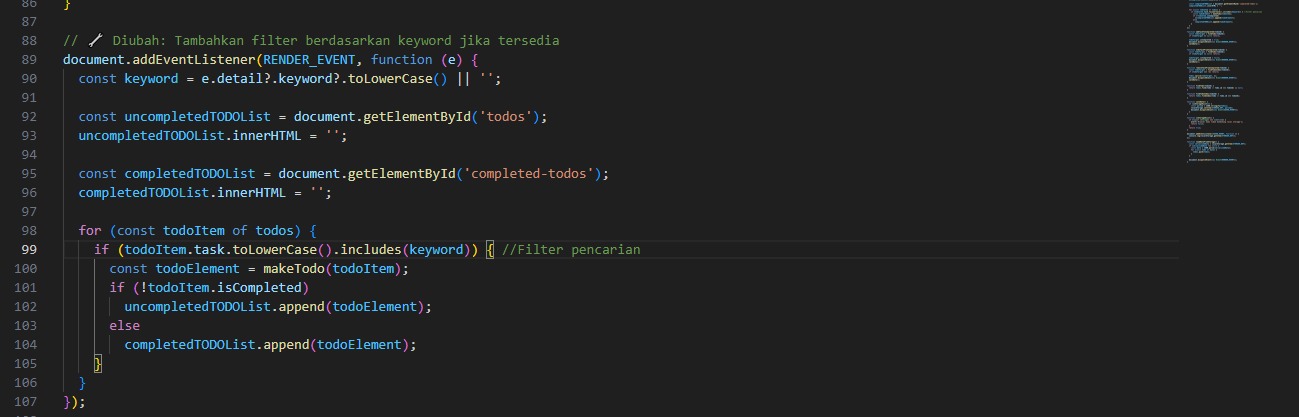 86 }
87
88 // 🔧 Diubah: Tambahkan filter berdasarkan keyword jika tersedia
89 document.addEventListener(RENDER_EVENT, function (e) {
90 const keyword = e.detail?.keyword?.toLowerCase() || '';
91
92 const uncompletedTODOList = document.getElementById('todos');
93 uncompletedTODOList.innerHTML = '';
94
95 const completedTODOList = document.getElementById('completed-todos');
96 completedTODOList.innerHTML = '';
97
98 for (const todoItem of todos) {
99 if (todoItem.task.toLowerCase().includes(keyword)) { //Filter pencarian
100 const todoElement = makeTodo(todoItem);
101 if (!todoItem.isCompleted)
102 uncompletedTODOList.append(todoElement);
103 else
104 completedTODOList.append(todoElement);
105 }
106 }
107 });